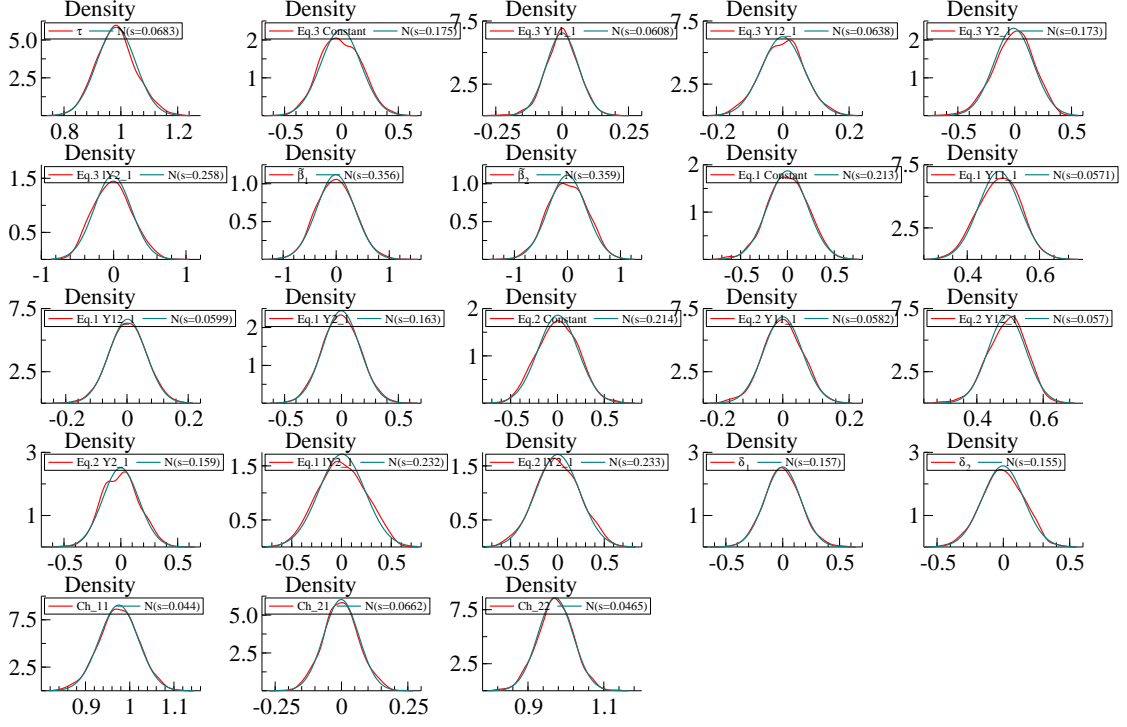 Density Density Density Density Density
5.0 τ N(s=0.0683) 2 Eq.3 Constant N(s=0.175) 7.5 Eq.3 Y11_1 N(s=0.0608) 7.5 Eq.3 Y12_1 N(s=0.0638) 2 Eq.3 Y2_1 N(s=0.173)
2.5 1 2.5 5.0 2.5 1
0.8 1 1.2 -0.5 0 0.5 -0.25 0 0.25 -0.2 0 0.2 -0.5 0 0.5
Density Density Density Density Density
1.5 Eq.3 lY2_1 N(s=0.258) 1.0 β̃_1 N(s=0.356) 1.0 β̃_2 N(s=0.359) 2 Eq.1 Constant N(s=0.213) 7.5 Eq.1 Y11_1 N(s=0.0571)
0.5 0.5 0.5 1 2.5
-1 0 1 -1 0 1 -1 0 1 -0.5 0 0.5 0.4 0.6
Density Density Density Density Density
7.5 Eq.1 Y12_1 N(s=0.0599) 2 Eq.1 Y2_1 N(s=0.163) 2 Eq.2 Constant N(s=0.214) 7.5 Eq.2 Y11_1 N(s=0.0582) 7.5 Eq.2 Y12_1 N(s=0.057)
2.5 1 1 5.0 2.5 2.5
-0.2 0 0.2 -0.5 0 0.5 -0.5 0 0.5 -0.2 0 0.2 0.4 0.6
Density Density Density Density Density
3 Eq.2 Y2_1 N(s=0.159) 1.5 Eq.1 lY2_1 N(s=0.232) 1.5 Eq.2 lY2_1 N(s=0.233) 3 δ_1 N(s=0.157) 3 δ_2 N(s=0.155)
2 1 0.5 0.5 2 1 2 1
-0.5 0 0.5 -0.5 0 0.5 -0.5 0 0.5 -0.5 0 0.5 -0.5 0 0.5
Density Density Density
7.5 Ch_11 N(s=0.044) 5.0 Ch_21 N(s=0.0662) 7.5 Ch_22 N(s=0.0465)
2.5 2.5 2.5
0.9 1 1.1 -0.25 0 0.25 0.9 1 1.1